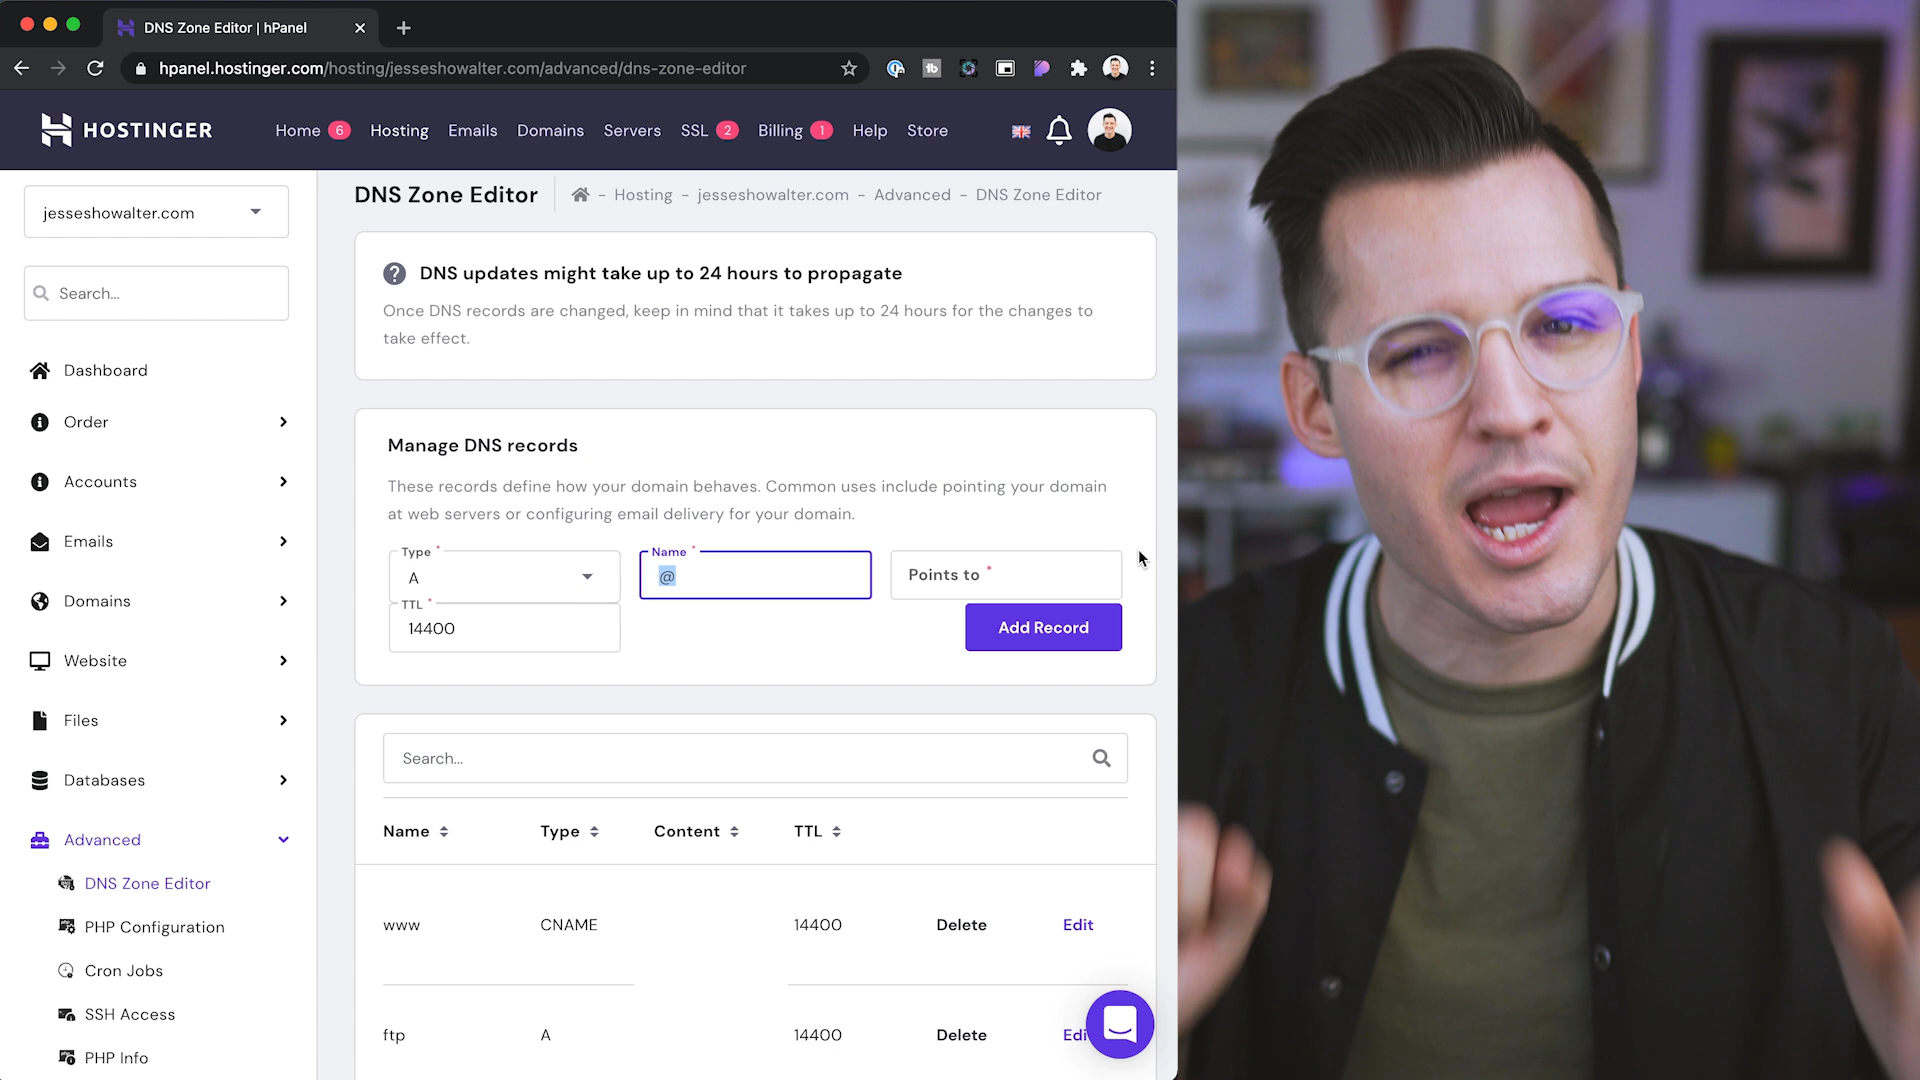 DNS Zone Editor | hPanel
hpanel.hostinger.com/hosting/jesseshowalter.com/advanced/dns-zone-editor
tb
HOSTINGER
Home 6 Hosting Emails Domains Servers SSL 2 Billing 1 Help Store
jesseshowalter.com
Search...
Dashboard
Order
Accounts
Emails
Domains
Website
Files
Databases
Advanced
DNS Zone Editor
PHP Configuration
Cron Jobs
SSH Access
PHP Info
DNS Zone Editor
- Hosting - jesseshowalter.com - Advanced - DNS Zone Editor
? DNS updates might take up to 24 hours to propagate
Once DNS records are changed, keep in mind that it takes up to 24 hours for the changes to
take effect.
Manage DNS records
These records define how your domain behaves. Common uses include pointing your domain
at web servers or configuring email delivery for your domain.
Type *
A
Name *
@
Points to *
TTL *
14400
Add Record
Search...
Name Type Content TTL
www CNAME 14400 Delete Edit
ftp A 14400 Delete Edi